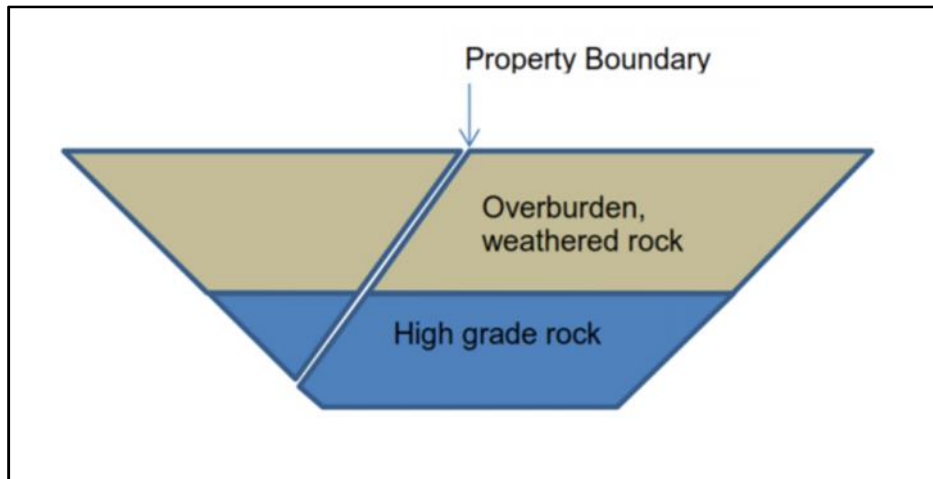 Property Boundary
Overburden,
weathered rock
High grade rock